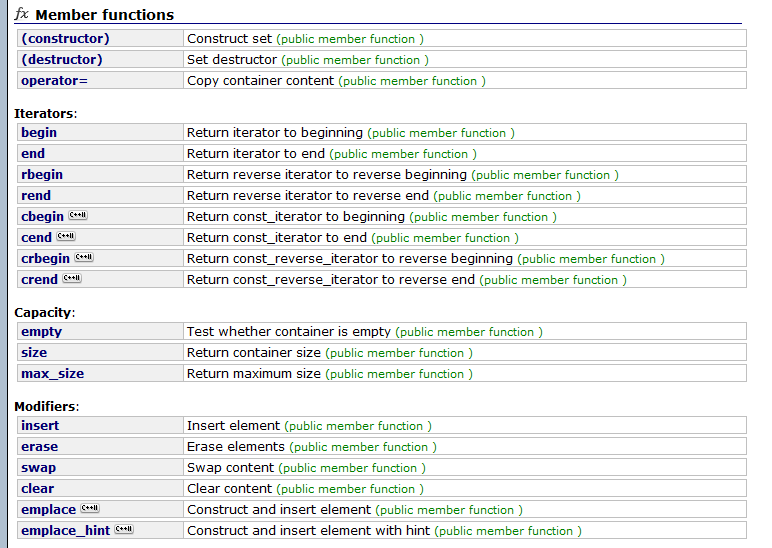 fx Member functions
(constructor) Construct set (public member function )
(destructor) Set destructor (public member function )
operator= Copy container content (public member function )
Iterators:
begin Return iterator to beginning (public member function )
end Return iterator to end (public member function )
rbegin Return reverse iterator to reverse beginning (public member function )
rend Return reverse iterator to reverse end (public member function )
cbegin C++11 Return const_iterator to beginning (public member function )
cend C++11 Return const_iterator to end (public member function )
crbegin C++11 Return const_reverse_iterator to reverse beginning (public member function )
crend C++11 Return const_reverse_iterator to reverse end (public member function )
Capacity:
empty Test whether container is empty (public member function )
size Return container size (public member function )
max_size Return maximum size (public member function )
Modifiers:
insert Insert element (public member function )
erase Erase elements (public member function )
swap Swap content (public member function )
clear Clear content (public member function )
emplace C++11 Construct and insert element (public member function )
emplace_hint C++11 Construct and insert element with hint (public member function )